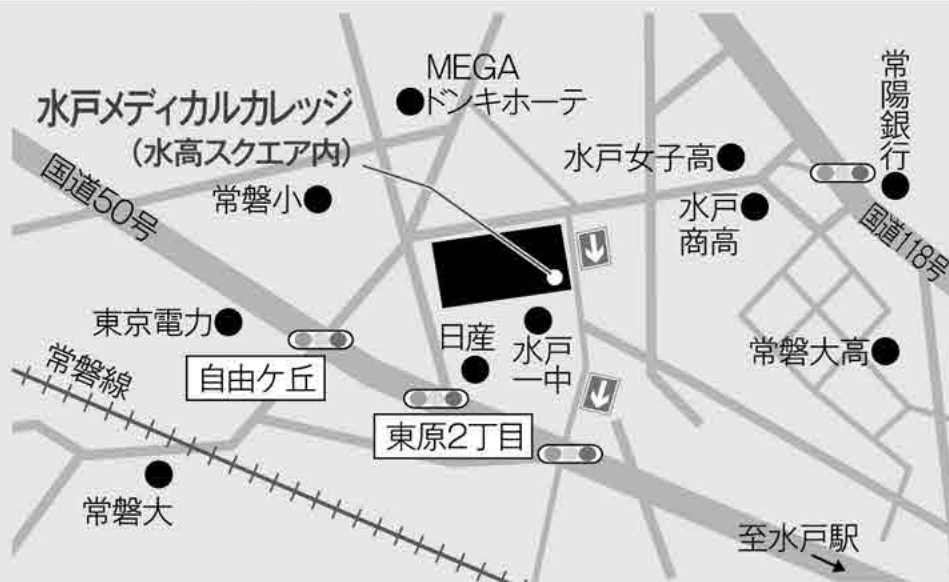 MEGA
ドンキホーテ
常陽銀行
水戸メディカルカレッジ
（水高スクエア内）
水戸女子高
国道50号
常磐小
水戸
商高
国道118号
東京電力
日産
水戸
一中
常磐大高
常磐線
自由ケ丘
東原2丁目
常磐大
至水戸駅